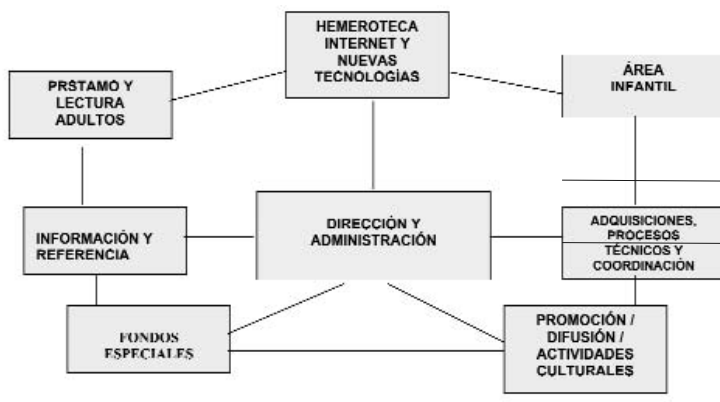 HEMEROTECA
INTERNET Y
NUEVAS
TECNOLOGÍAS
PRSTAMO Y
LECTURA
ADULTOS
ÁREA
INFANTIL
INFORMACIÓN Y
REFERENCIA
DIRECCIÓN Y
ADMINISTRACIÓN
ADQUISICIONES,
PROCESOS
TÉCNICOS Y
COORDINACIÓN
FONDOS
ESPECIALES
PROMOCIÓN /
DIFUSIÓN /
ACTIVIDADES
CULTURALES